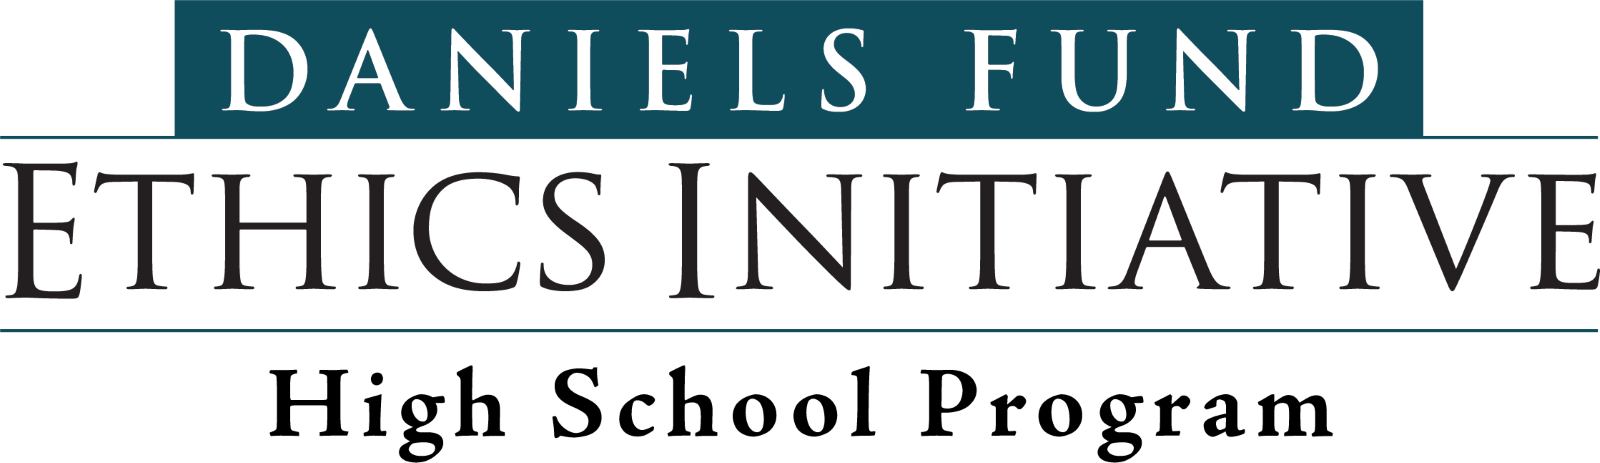 DANIELS FUND
ETHICS INITIATIVE
High School Program